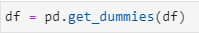 df = pd.get_dummies(df)